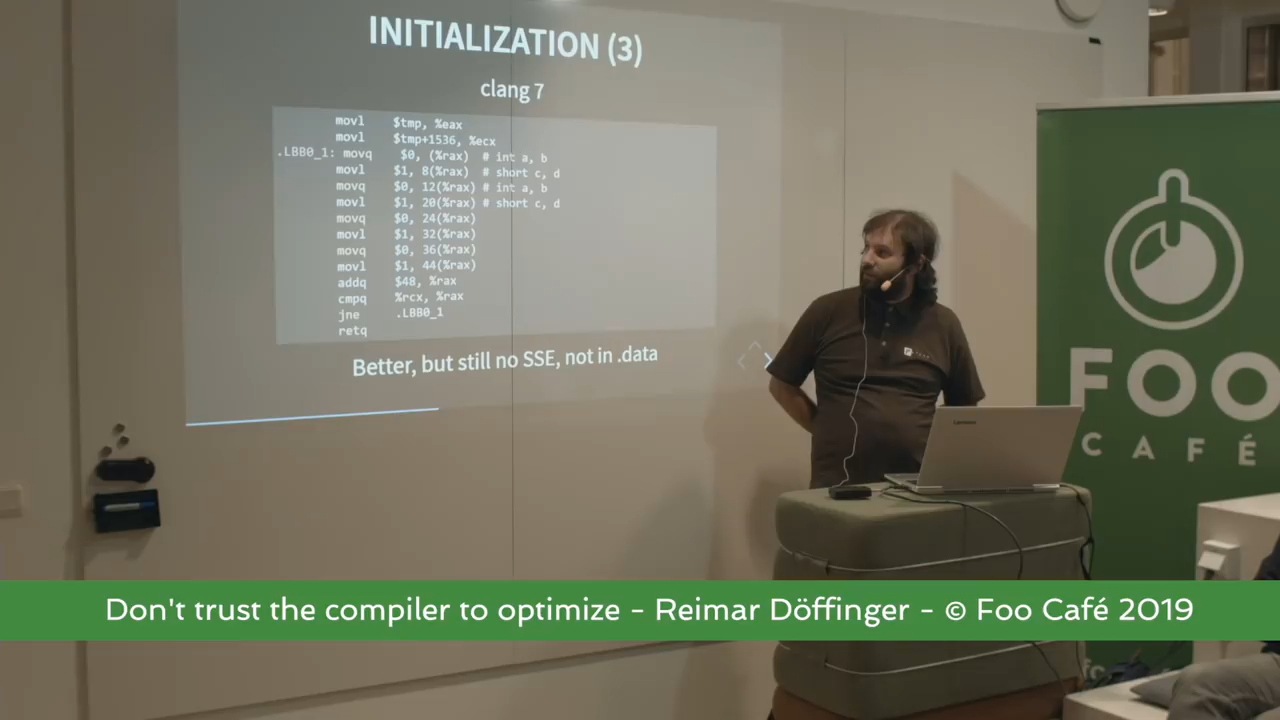 INITIALIZATION (3)
clang 7
movl $tmp, %eax
movl $tmp+1536, %ecx
.LBB0_1: movq $0, (%rax) # int a, b
movl $1, 8(%rax) # short c, d
movq $0, 12(%rax) # int a, b
movl $1, 20(%rax) # short c, d
movq $0, 24(%rax)
movl $1, 32(%rax)
movq $0, 36(%rax)
movl $1, 44(%rax)
addq $48, %rax
cmpq %rcx, %rax
jne .LBB0_1
retq
Better, but still no SSE, not in .data
FOO
CAFÉ
Lenovo
Don't trust the compiler to optimize - Reimar Döffinger - © Foo Café 2019